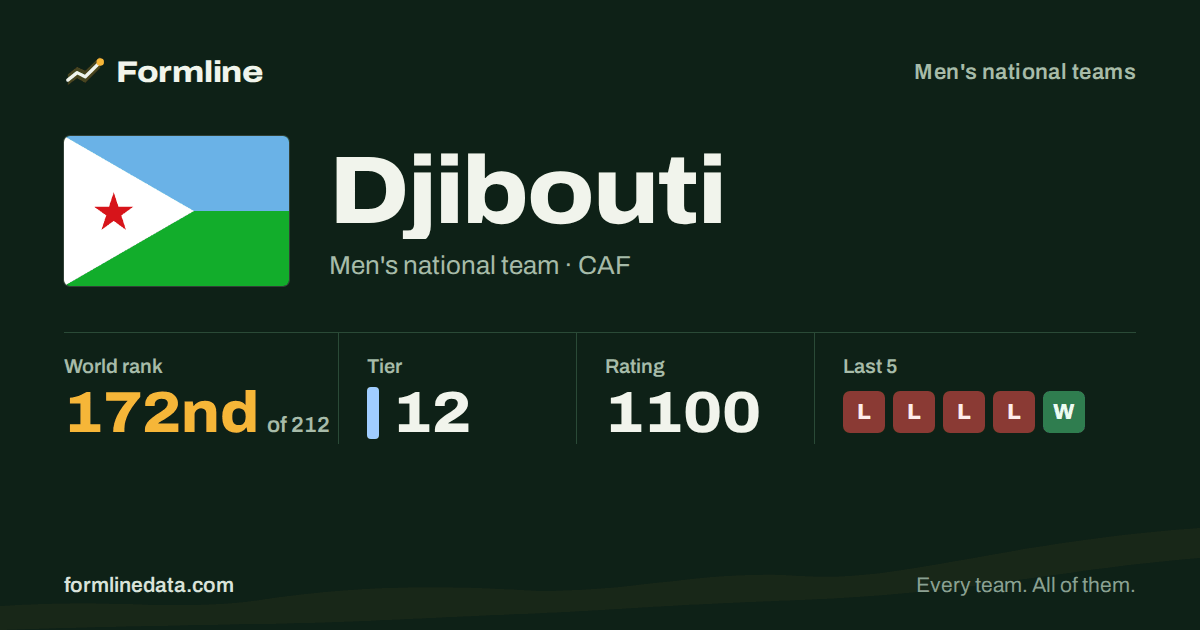 Formline
Men's national teams
Djibouti
Men's national team · CAF
World rank
172nd of 212
Tier
12
Rating
1100
Last 5
L L L L W
formlinedata.com
Every team. All of them.